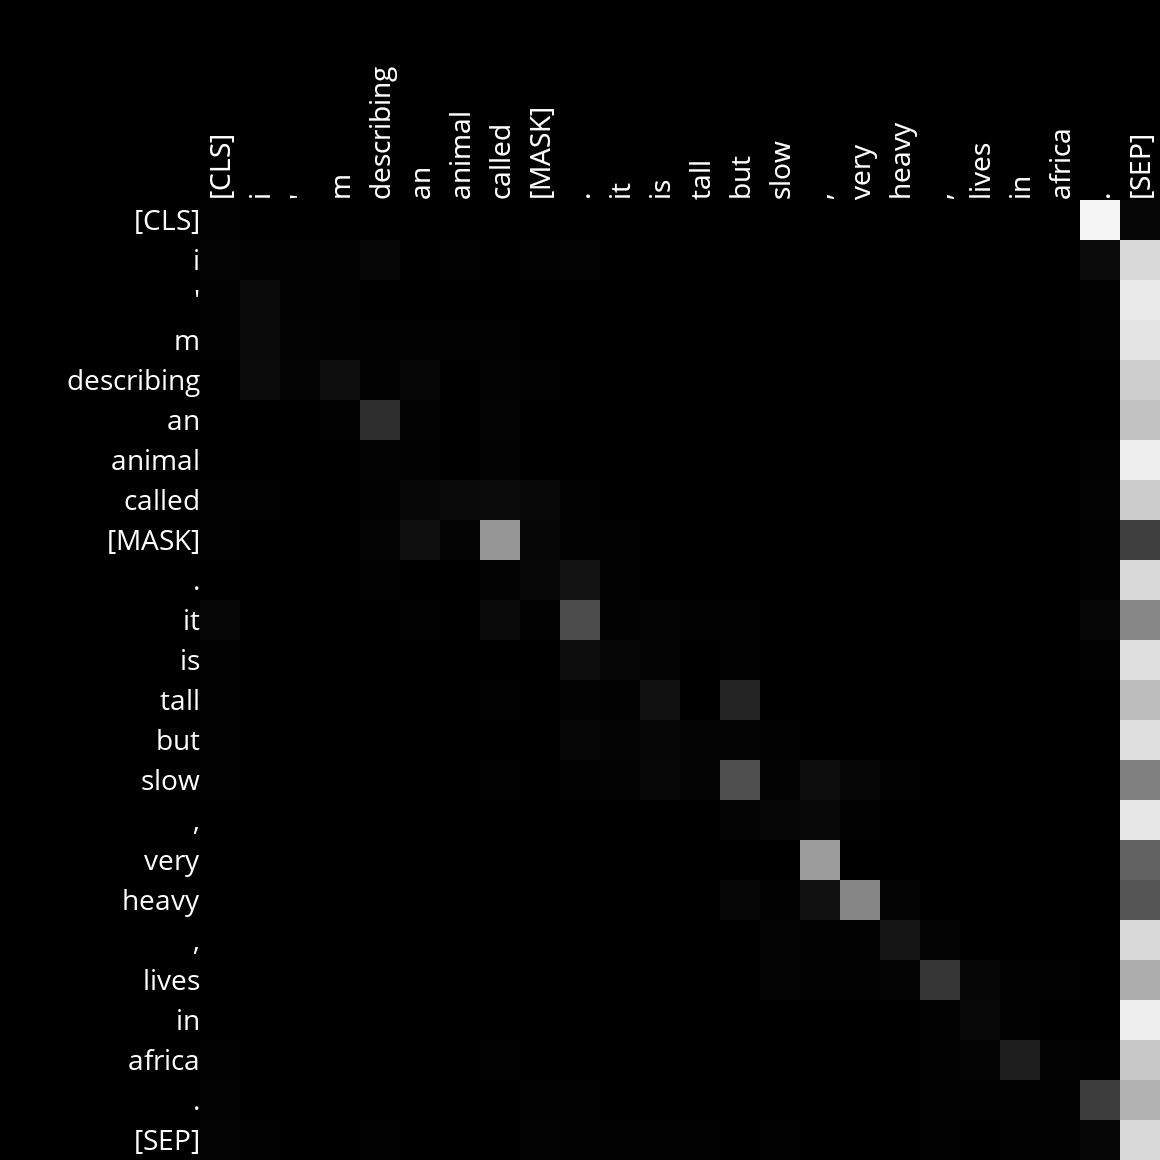 [CLS] i ' m describing an animal called [MASK] . it is tall but slow , very heavy , lives in africa . [SEP]
[CLS]
i
'
m
describing
an
animal
called
[MASK]
.
it
is
tall
but
slow
,
very
heavy
,
lives
in
africa
.
[SEP]